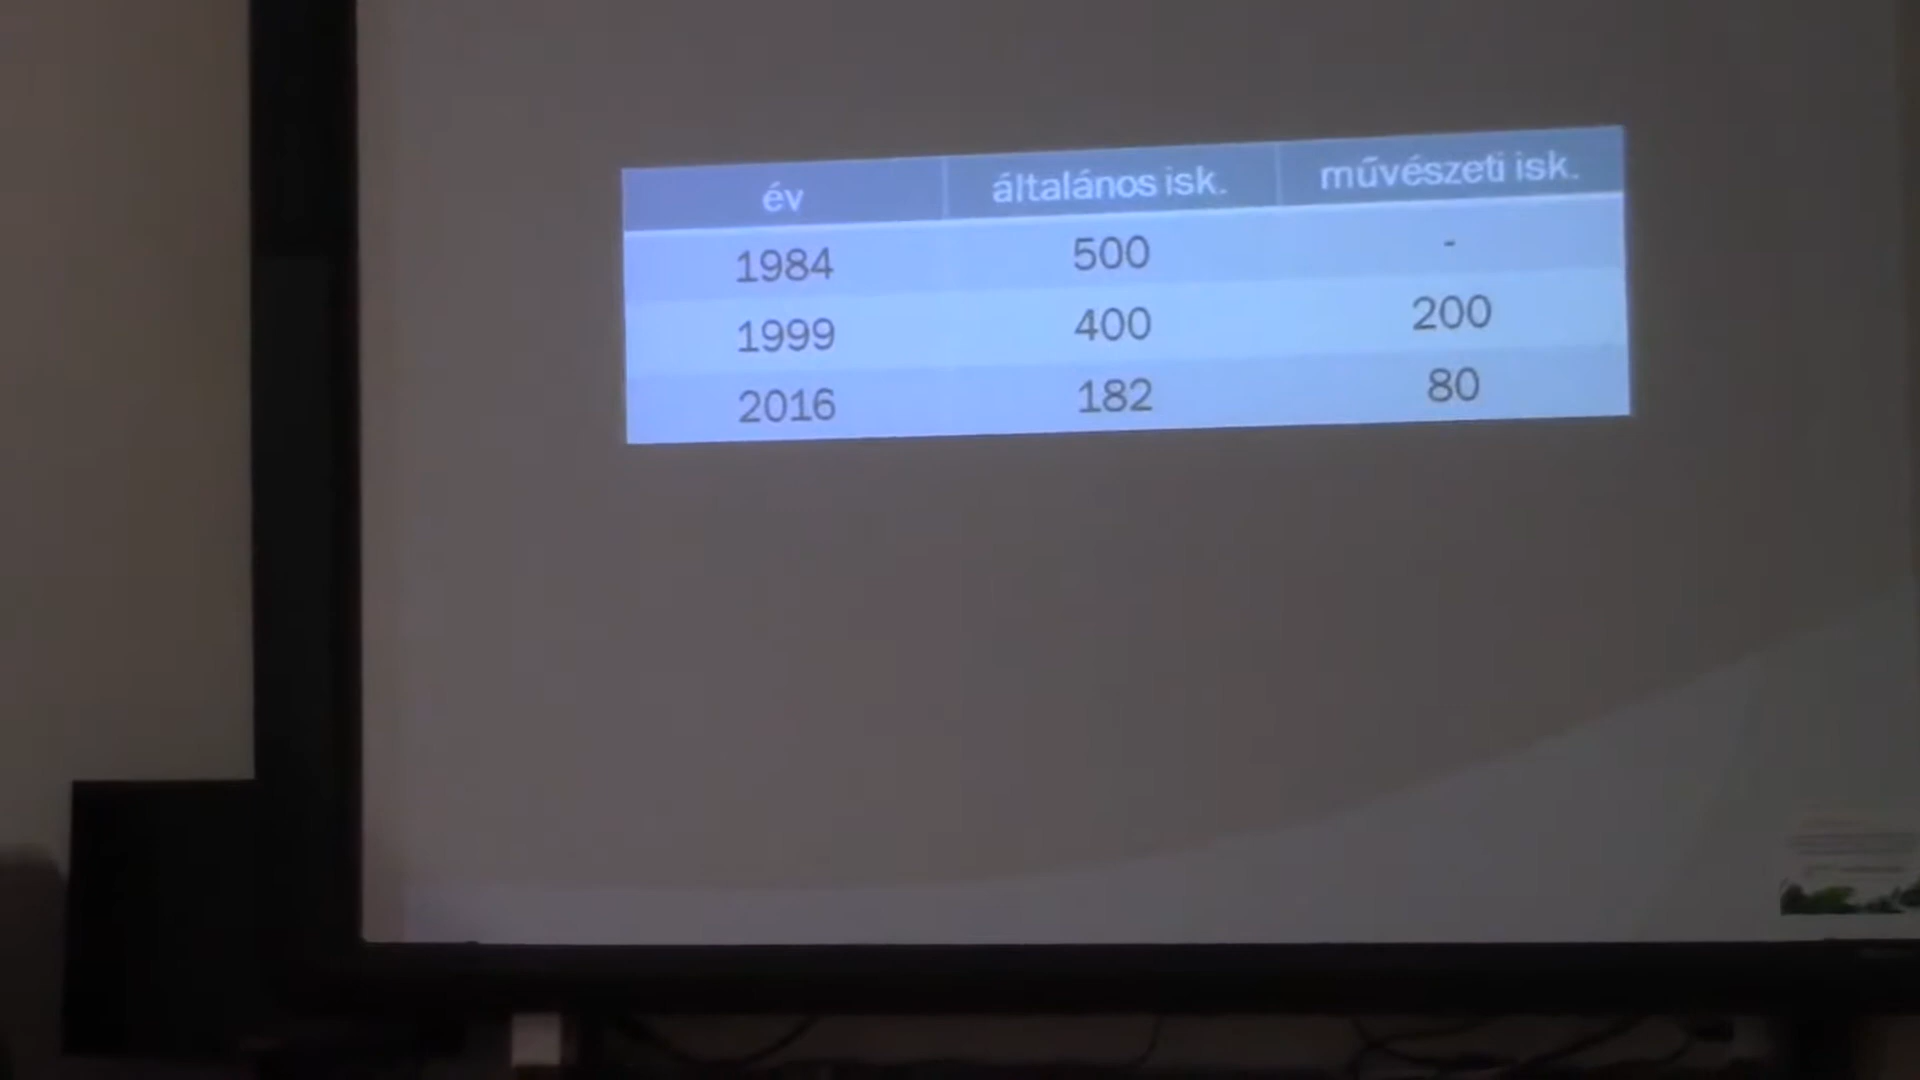 év általános isk. művészeti isk.
1984 500 -
1999 400 200
2016 182 80